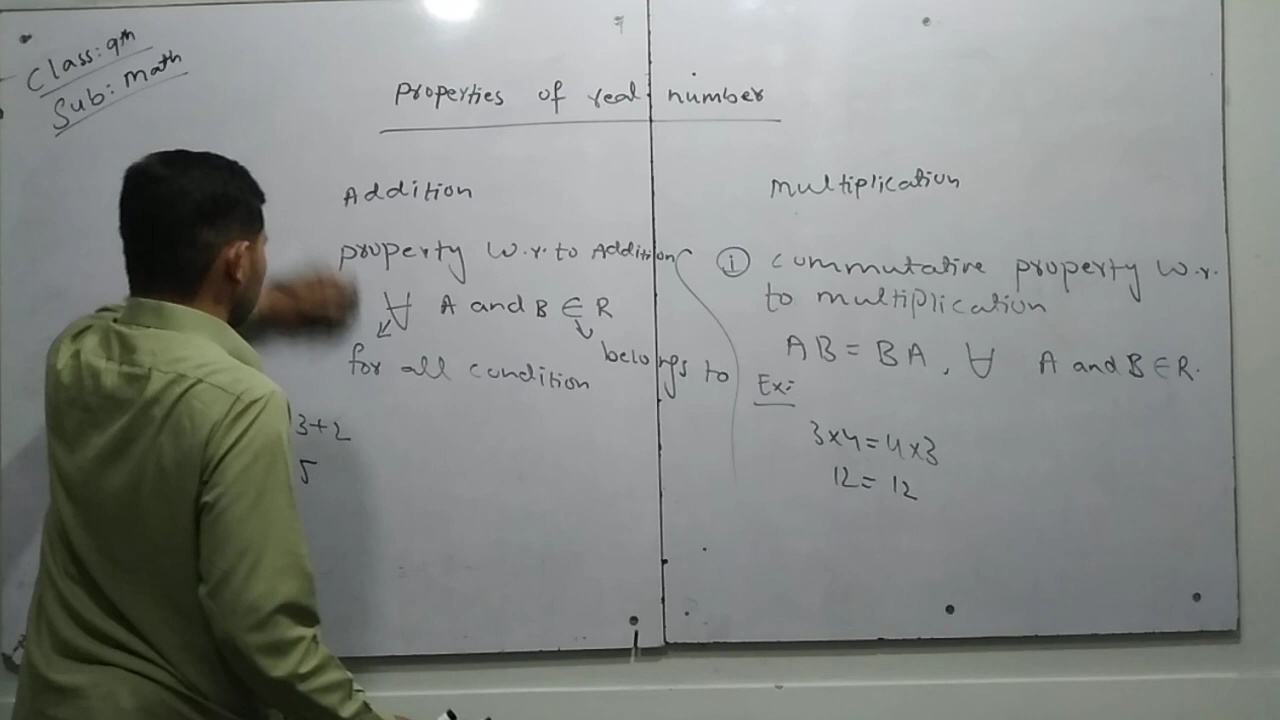 Class: 9th
Sub: Math
Properties of real number
Addition
property w.r. to Addition
∀ A and B ∈ R
for all condition
belongs to
3+2
5
Multiplication
① commutative property w.r.
to multiplication
AB = BA , ∀ A and B ∈ R.
Ex:
3×4=4×3
12= 12